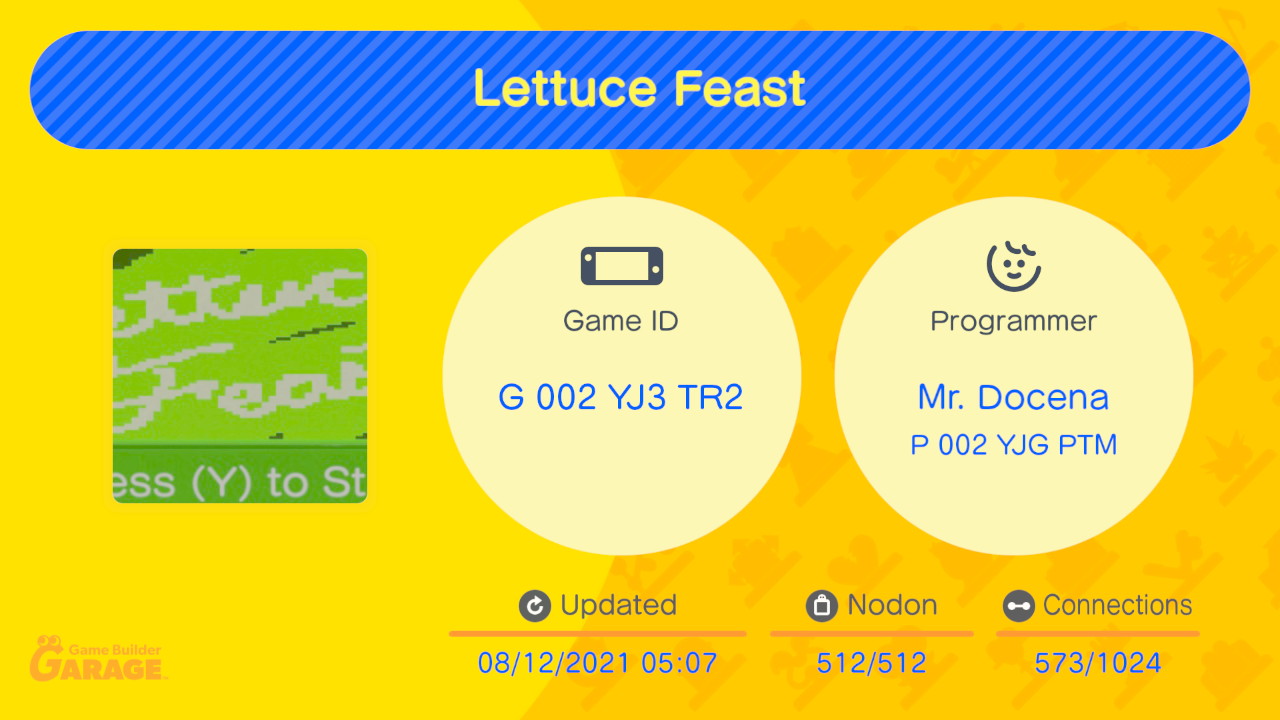 Lettuce Feast
ess (Y) to St
Game ID
G 002 YJ3 TR2
Programmer
Mr. Docena
P 002 YJG PTM
Updated
08/12/2021 05:07
Nodon
512/512
Connections
573/1024
Game Builder
GARAGE